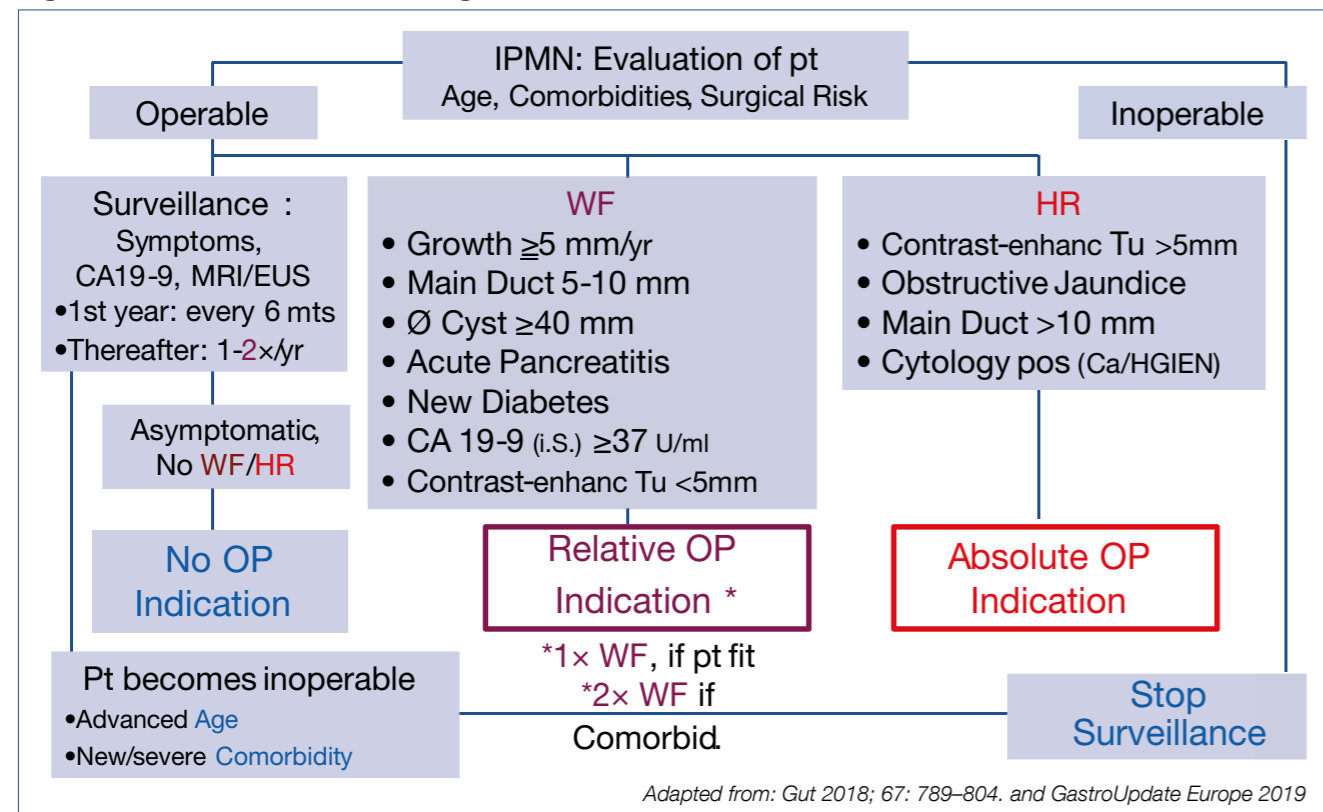 IPMN: Evaluation of pt
Age, Comorbidities, Surgical Risk
Operable
Inoperable
Surveillance :
Symptoms,
CA19-9, MRI/EUS
•1st year: every 6 mts
•Thereafter: 1-2×/yr
WF
• Growth ≧5 mm/yr
• Main Duct 5-10 mm
• Ø Cyst ≥40 mm
• Acute Pancreatitis
• New Diabetes
• CA 19-9 (i.S.) ≥37 U/ml
• Contrast-enhanc Tu <5mm
HR
• Contrast-enhanc Tu >5mm
• Obstructive Jaundice
• Main Duct >10 mm
• Cytology pos (Ca/HGIEN)
Asymptomatic,
No WF/HR
No OP
Indication
Relative OP
Indication *
Absolute OP
Indication
*1× WF, if pt fit
*2× WF if
Comorbid.
Pt becomes inoperable
•Advanced Age
•New/severe Comorbidity
Stop
Surveillance
Adapted from: Gut 2018; 67: 789–804. and GastroUpdate Europe 2019